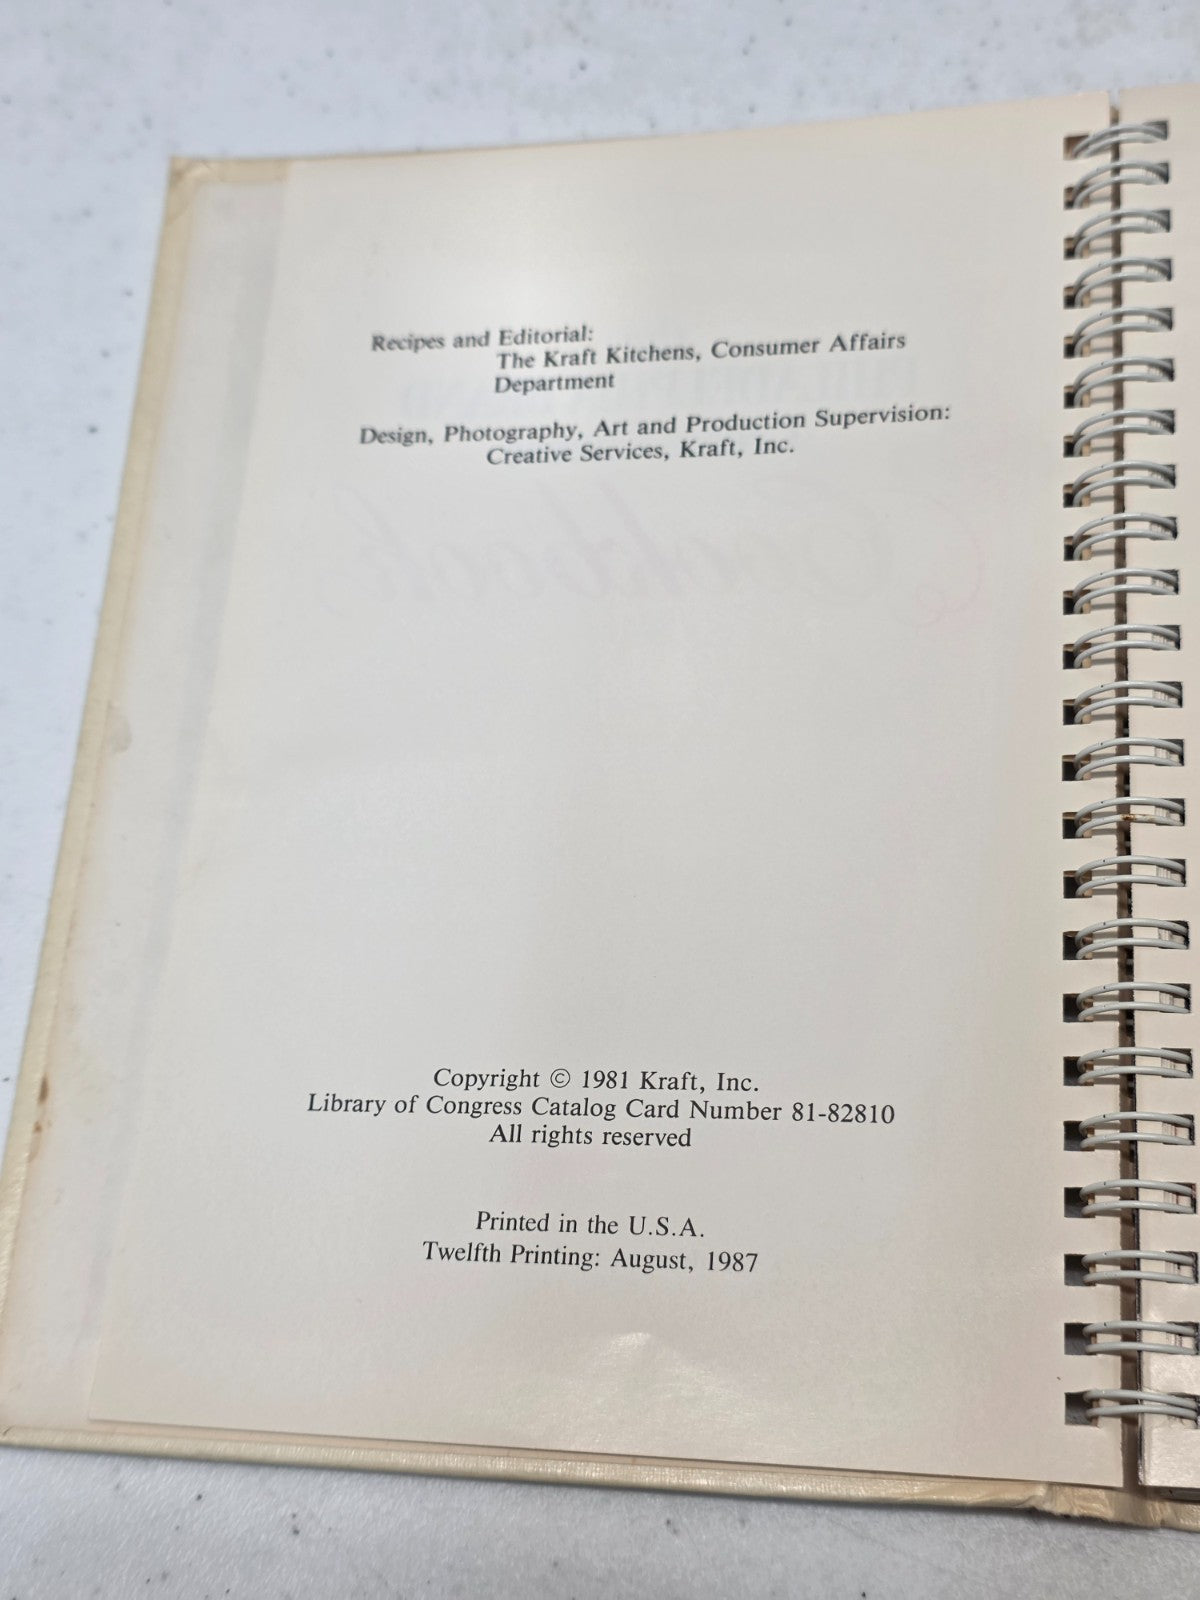 Recipes and Editorial:
The Kraft Kitchens, Consumer Affairs
Department
Design, Photography, Art and Production Supervision:
Creative Services, Kraft, Inc.
Copyright © 1981 Kraft, Inc.
Library of Congress Catalog Card Number 81-82810
All rights reserved
Printed in the U.S.A.
Twelfth Printing: August, 1987